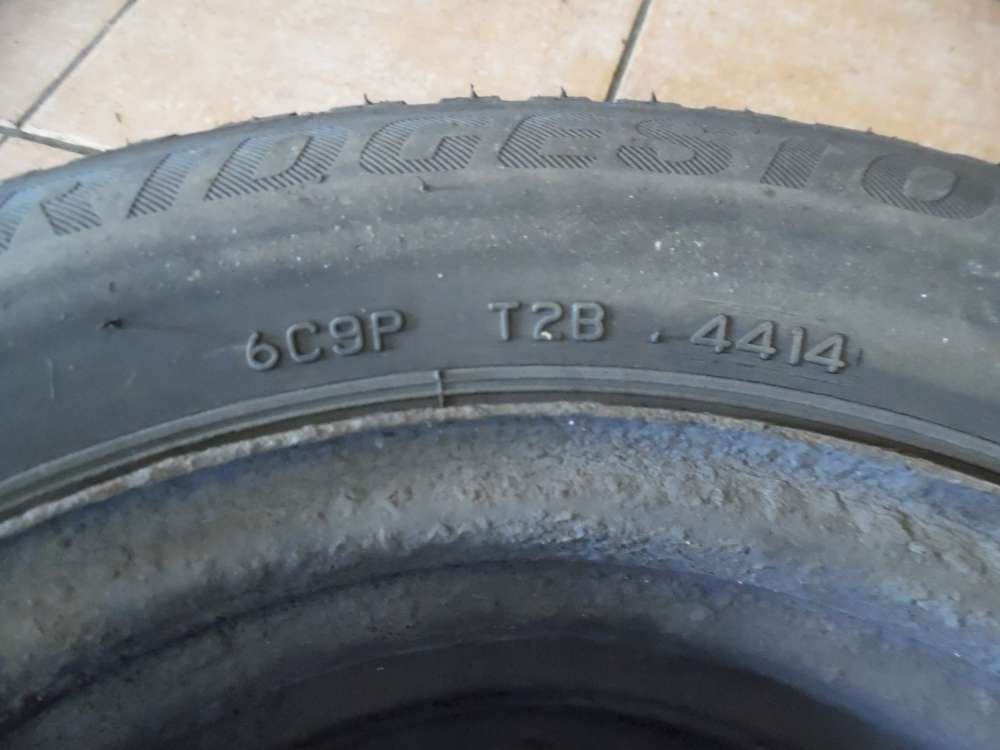 RIDGESTO
6C9P T2B . 4414